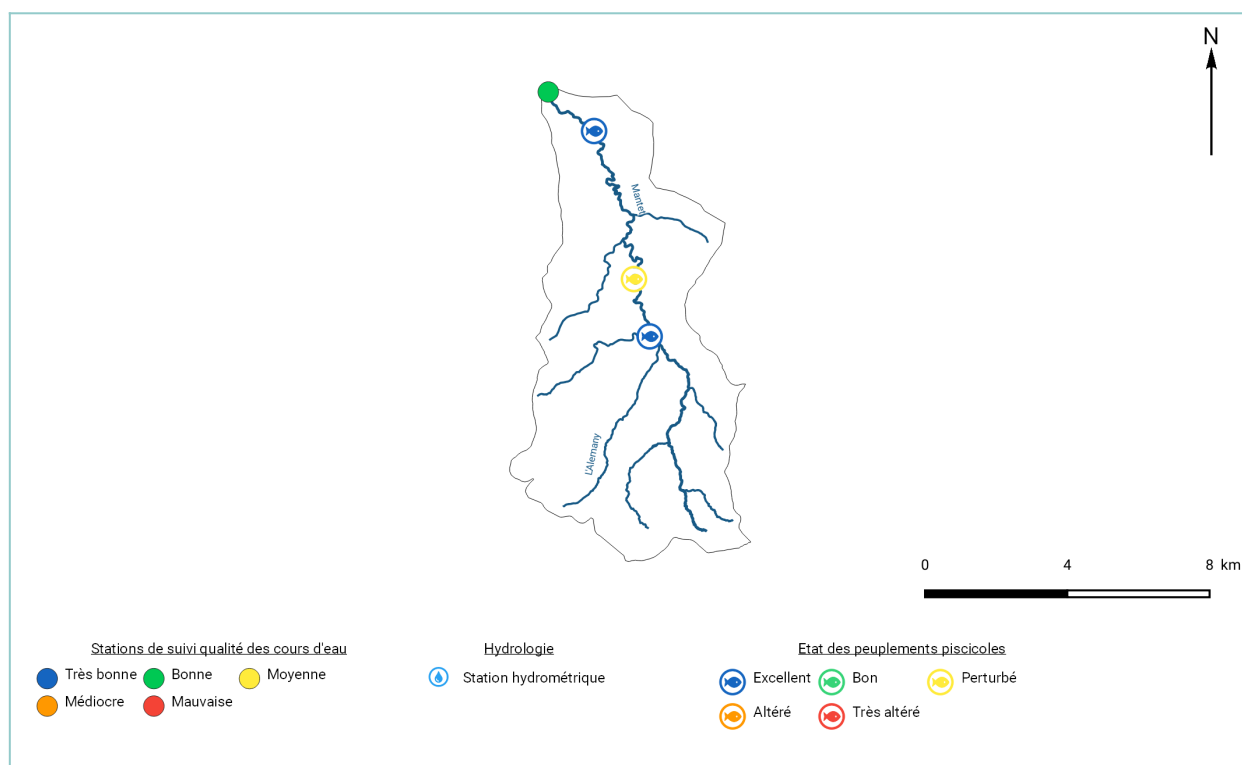 N
Mantet
L'Alemany
0 4 8 km
Stations de suivi qualité des cours d'eau
Très bonne Bonne Moyenne
Médiocre Mauvaise
Hydrologie
Station hydrométrique
Etat des peuplements piscicoles
Excellent Bon Perturbé
Altéré Très altéré